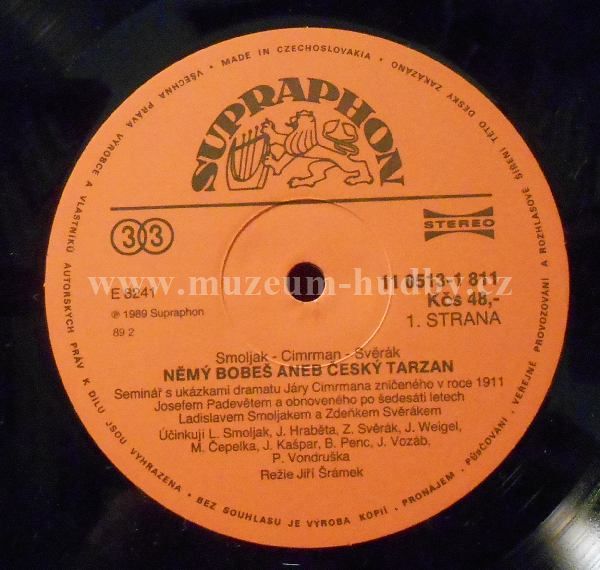 VŠECHNA PRÁVA VÝROBCE A VLASTNÍKŮ AUTORSKÝCH PRÁV K DÍLU JSOU VYHRAZENA • BEZ SOUHLASU JE VÝROBA KOPIÍ • PRONÁJEM • PŮJČOVÁNÍ • VEŘEJNÉ PROVOZOVÁNÍ A ROZHLASOVÉ ŠÍŘENÍ TÉTO DESKY ZAKÁZÁNO • MADE IN CZECHOSLOVAKIA •
SUPRAPHON
33
STEREO
www.muzeum-hudby.cz
E 3241
11 0513-1 811
Kčs 48,-
℗ 1989 Supraphon
1. STRANA
89 2
Smoljak - Cimrman - Svěrák
NĚMÝ BOBEŠ ANEB ČESKÝ TARZAN
Seminář s ukázkami dramatu Járy Cimrmana zničeného v roce 1911
Josefem Padevětem a obnoveného po šedesáti letech
Ladislavem Smoljakem a Zdeňkem Svěrákem
Účinkují L. Smoljak, J. Hraběta, Z. Svěrák, J. Weigel,
M. Čepelka, J. Kašpar, B. Penc, J. Vozáb,
P. Vondruška
Režie Jiří Šrámek